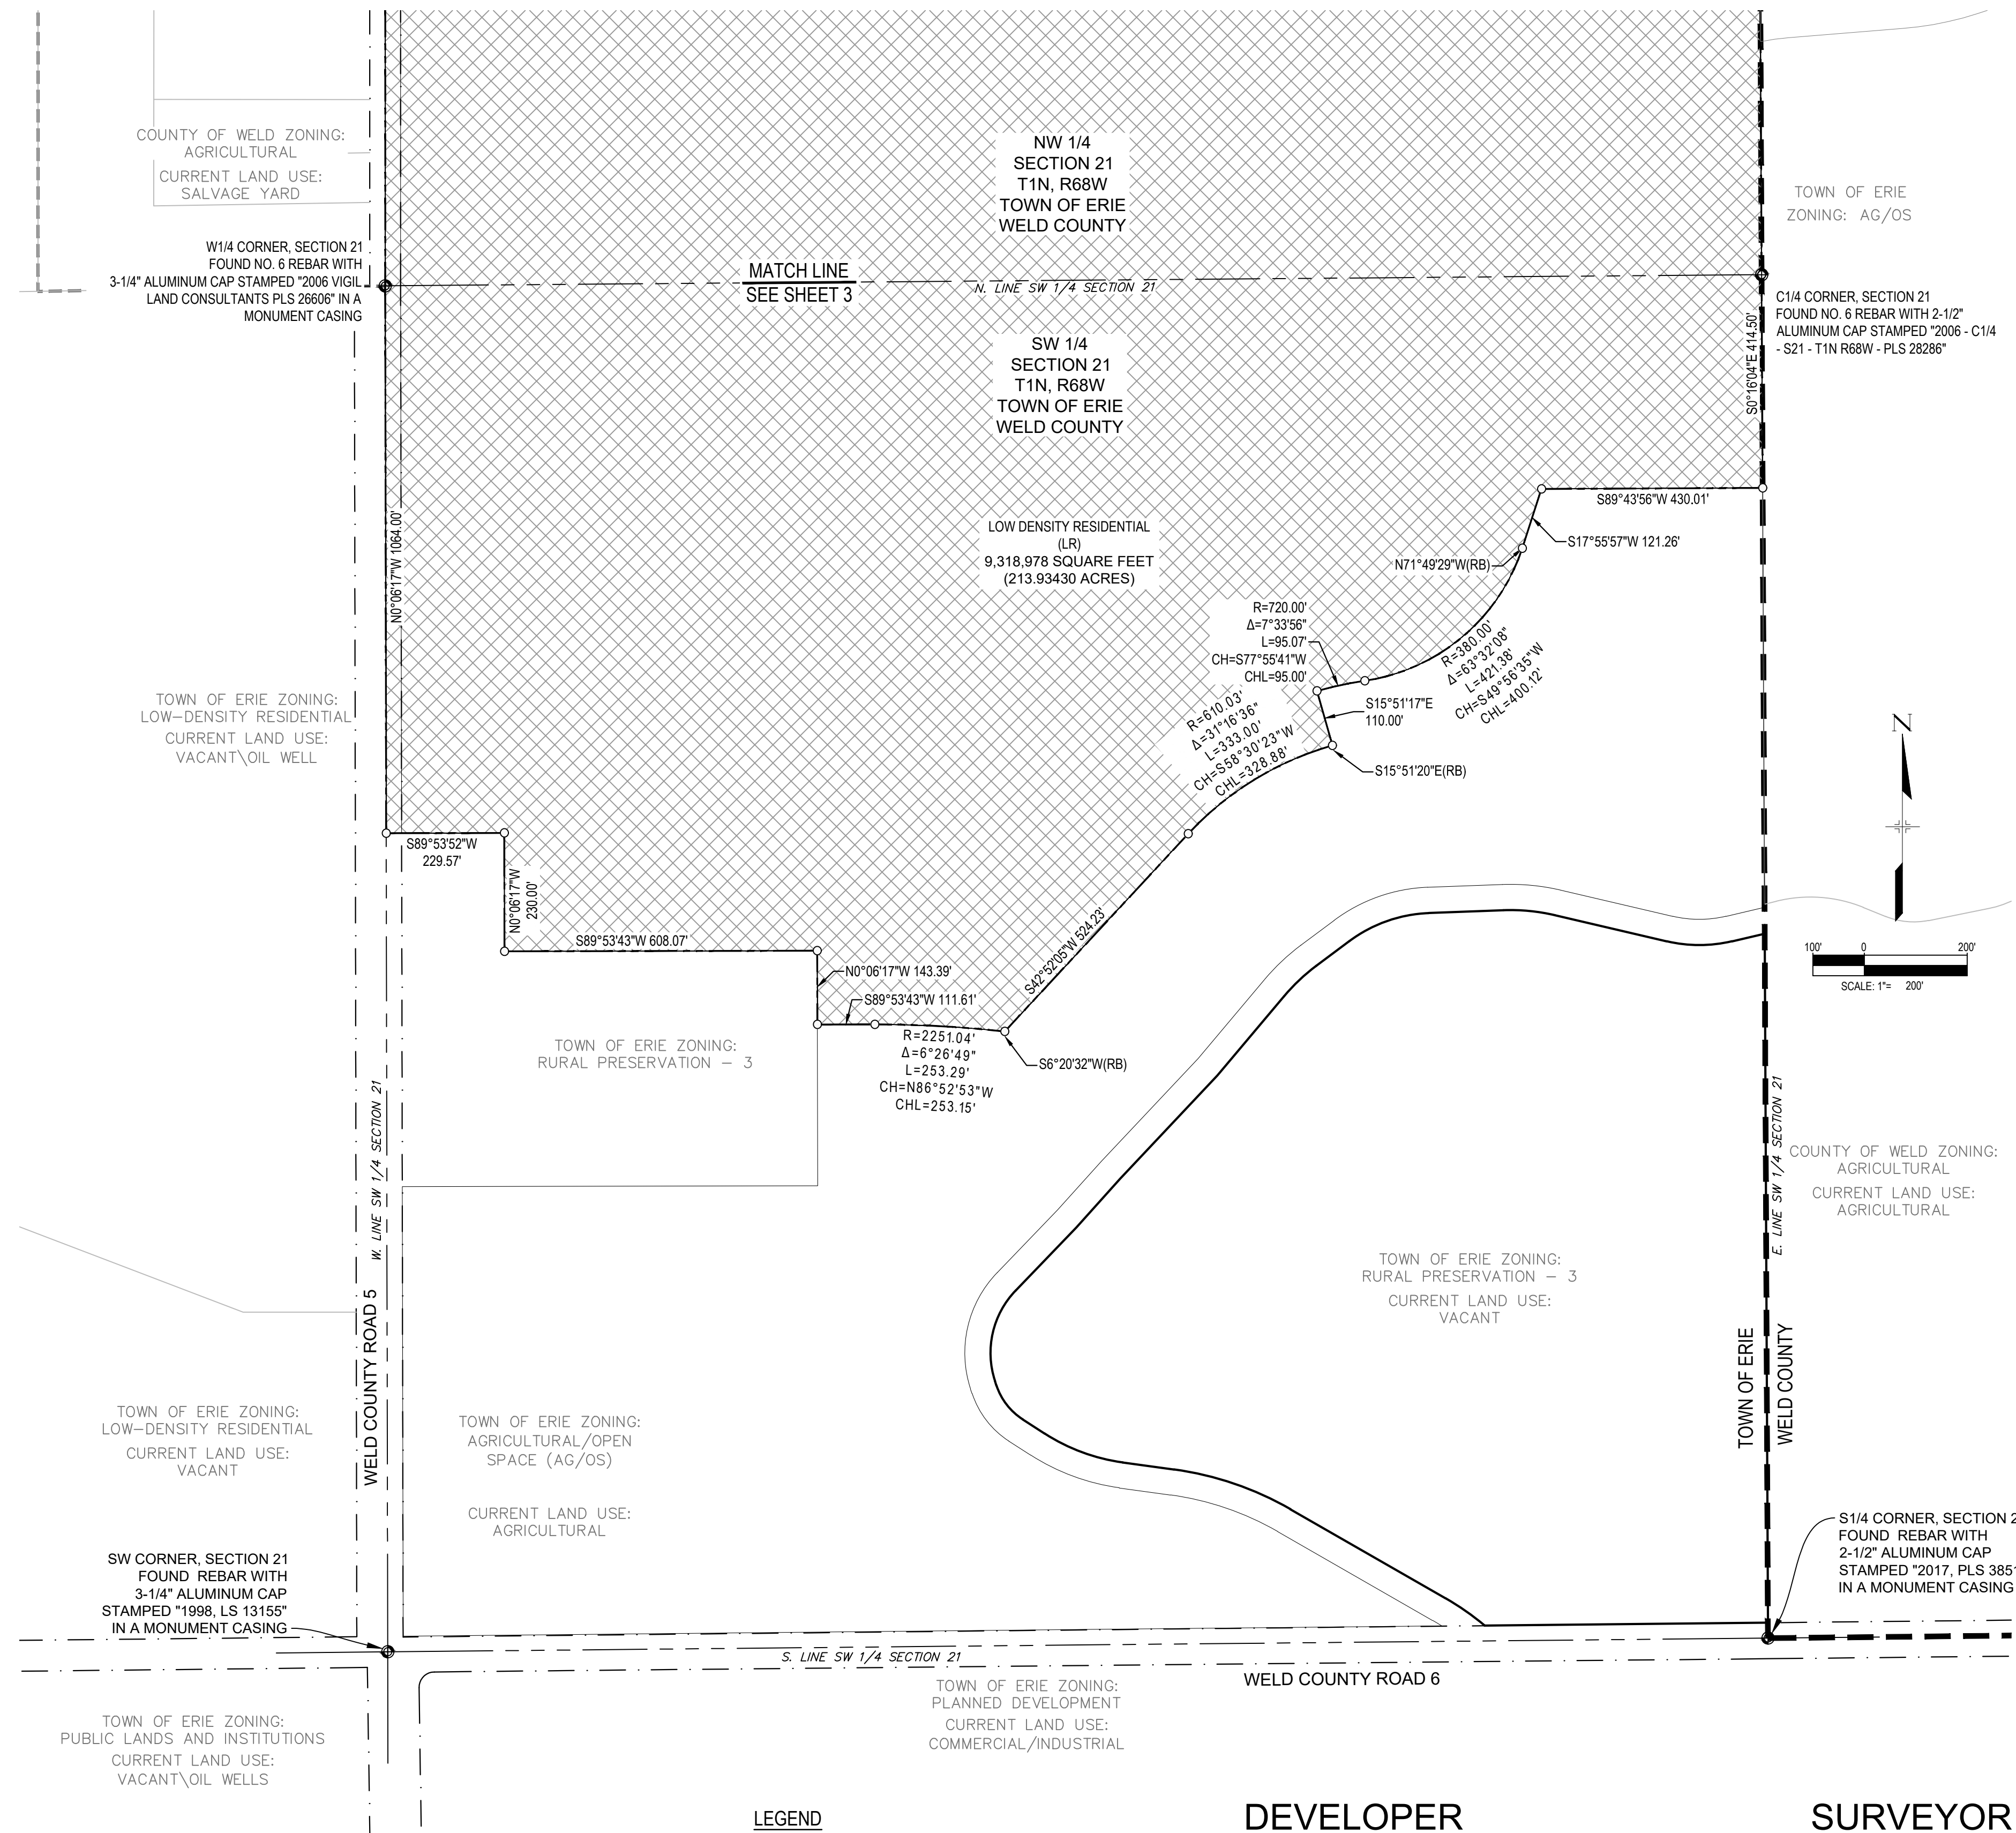 COUNTY OF WELD ZONING:
AGRICULTURAL
CURRENT LAND USE:
SALVAGE YARD
NW 1/4
SECTION 21
T1N, R68W
TOWN OF ERIE
WELD COUNTY
TOWN OF ERIE
ZONING: AG/OS
W1/4 CORNER, SECTION 21
FOUND NO. 6 REBAR WITH
3-1/4" ALUMINUM CAP STAMPED "2006 VIGIL
LAND CONSULTANTS PLS 26606" IN A
MONUMENT CASING
MATCH LINE
SEE SHEET 3
N. LINE SW 1/4 SECTION 21
C1/4 CORNER, SECTION 21
FOUND NO. 6 REBAR WITH 2-1/2"
ALUMINUM CAP STAMPED "2006 - C1/4
- S21 - T1N R68W - PLS 28286"
S0°16'04"E 414.50'
SW 1/4
SECTION 21
T1N, R68W
TOWN OF ERIE
WELD COUNTY
N0°06'17"W 1064.00'
LOW DENSITY RESIDENTIAL
(LR)
9,318,978 SQUARE FEET
(213.93430 ACRES)
S89°43'56"W 430.01'
S17°55'57"W 121.26'
N71°49'29"W(RB)
R=720.00'
Δ=7°33'56"
L=95.07'
CH=S77°55'41"W
CHL=95.00'
R=380.00'
Δ=63°32'08"
L=421.38'
CH=S49°56'35"W
CHL=400.12'
S15°51'17"E
110.00'
R=610.03'
Δ=31°16'36"
L=333.00'
CH=S58°30'23"W
CHL=328.88'
S15°51'20"E(RB)
TOWN OF ERIE ZONING:
LOW-DENSITY RESIDENTIAL
CURRENT LAND USE:
VACANT\OIL WELL
N
100' 0 200'
SCALE: 1"= 200'
S89°53'52"W
229.57'
N0°06'17"W
230.00'
S89°53'43"W 608.07'
N0°06'17"W 143.39'
S89°53'43"W 111.61'
S42°52'05"W 524.23'
R=2251.04'
Δ=6°26'49"
L=253.29'
CH=N86°52'53"W
CHL=253.15'
S6°20'32"W(RB)
TOWN OF ERIE ZONING:
RURAL PRESERVATION - 3
W. LINE SW 1/4 SECTION 21
E. LINE SW 1/4 SECTION 21
COUNTY OF WELD ZONING:
AGRICULTURAL
CURRENT LAND USE:
AGRICULTURAL
TOWN OF ERIE ZONING:
RURAL PRESERVATION - 3
CURRENT LAND USE:
VACANT
WELD COUNTY ROAD 5
TOWN OF ERIE
WELD COUNTY
TOWN OF ERIE ZONING:
LOW-DENSITY RESIDENTIAL
CURRENT LAND USE:
VACANT
TOWN OF ERIE ZONING:
AGRICULTURAL/OPEN
SPACE (AG/OS)
CURRENT LAND USE:
AGRICULTURAL
SW CORNER, SECTION 21
FOUND REBAR WITH
3-1/4" ALUMINUM CAP
STAMPED "1998, LS 13155"
IN A MONUMENT CASING
S1/4 CORNER, SECTION 2
FOUND REBAR WITH
2-1/2" ALUMINUM CAP
STAMPED "2017, PLS 3851
IN A MONUMENT CASING
S. LINE SW 1/4 SECTION 21
WELD COUNTY ROAD 6
TOWN OF ERIE ZONING:
PLANNED DEVELOPMENT
CURRENT LAND USE:
COMMERCIAL/INDUSTRIAL
TOWN OF ERIE ZONING:
PUBLIC LANDS AND INSTITUTIONS
CURRENT LAND USE:
VACANT\OIL WELLS
LEGEND
DEVELOPER
SURVEYOR